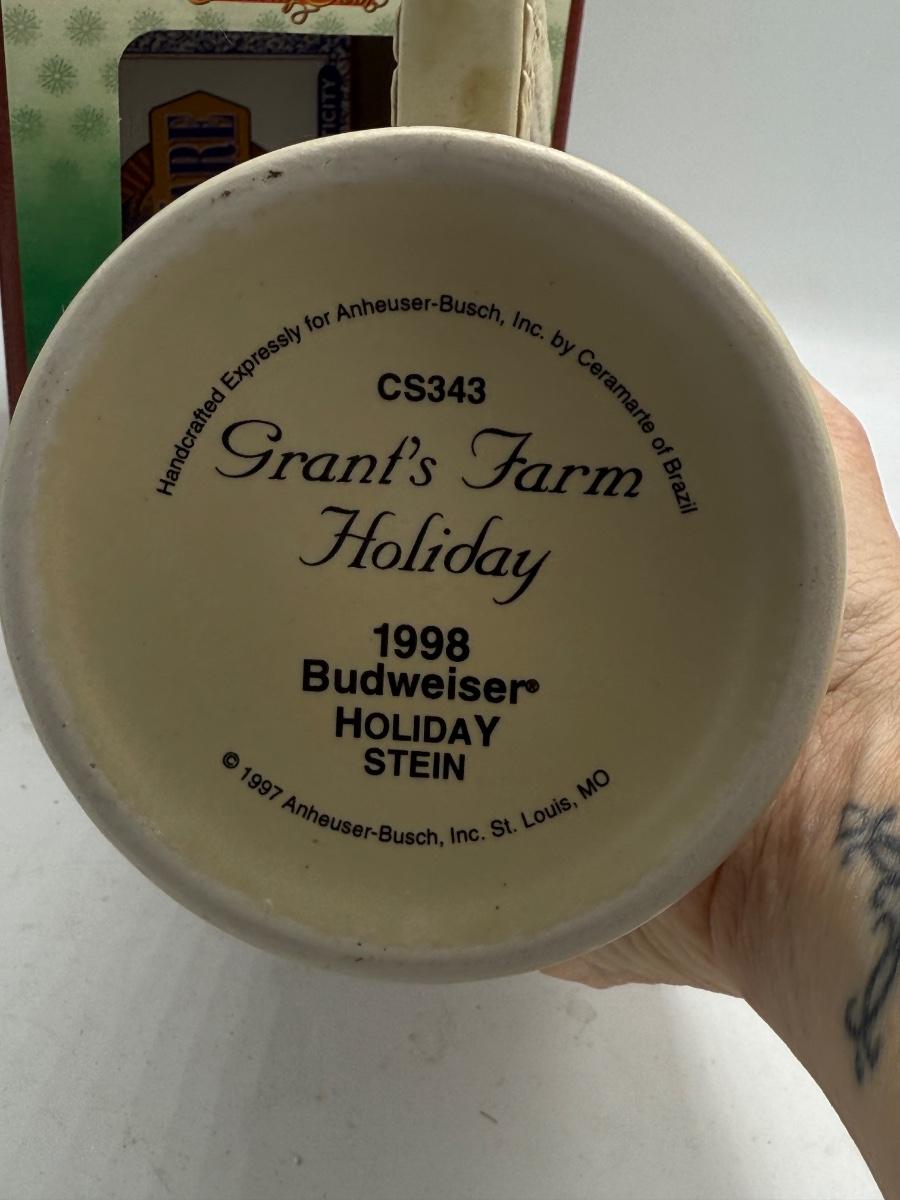 Handcrafted Expressly for Anheuser-Busch, Inc. by Ceramarte of Brazil
CS343
Grant's Farm
Holiday
1998
Budweiser®
HOLIDAY
STEIN
© 1997 Anheuser-Busch, Inc. St. Louis, MO